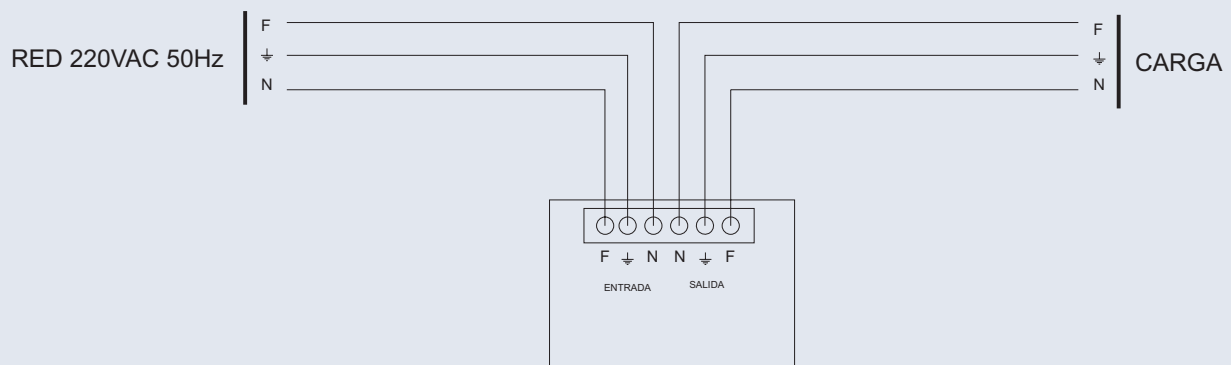 F
RED 220VAC 50Hz
N
F
CARGA
N
F N N F
ENTRADA SALIDA